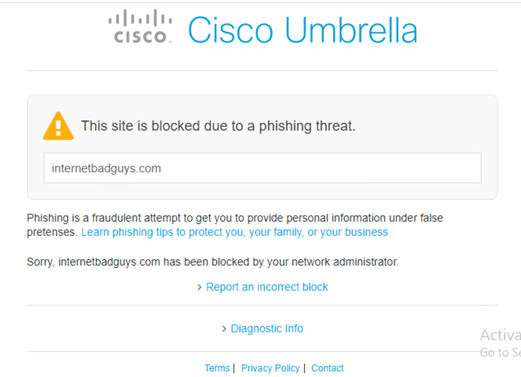 CISCO Cisco Umbrella
This site is blocked due to a phishing threat.
internetbadguys.com
Phishing is a fraudulent attempt to get you to provide personal information under false
pretenses. Learn phishing tips to protect you, your family, or your business
Sorry, internetbadguys.com has been blocked by your network administrator.
> Report an incorrect block
> Diagnostic Info
Activa
Go to Se
Terms | Privacy Policy | Contact